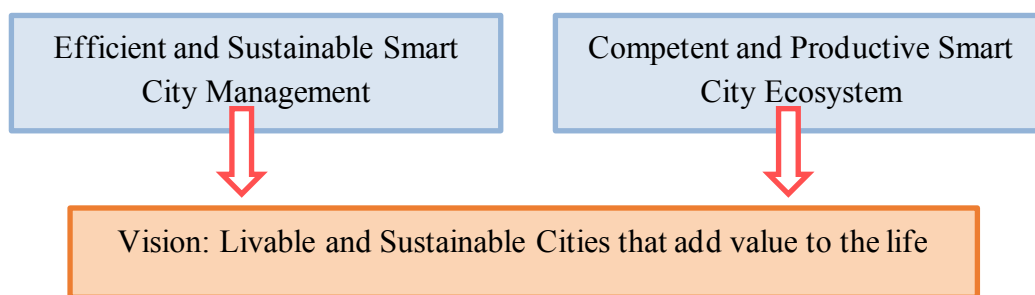 Efficient and Sustainable Smart
City Management
Competent and Productive Smart
City Ecosystem
Vision: Livable and Sustainable Cities that add value to the life